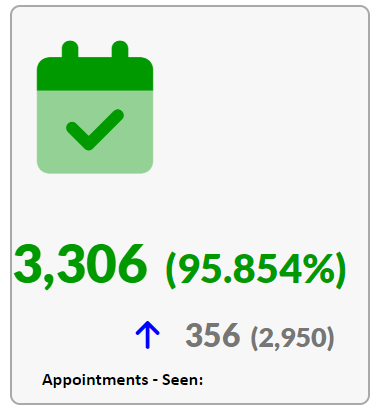 3,306 (95.854%)
↑ 356 (2,950)
Appointments - Seen: